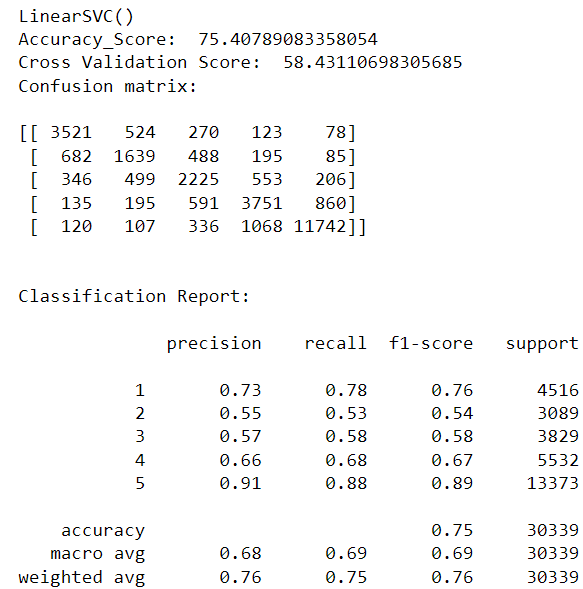 LinearSVC()
Accuracy_Score:  75.40789083358054
Cross Validation Score:  58.43110698305685
Confusion matrix:
[[ 3521   524   270   123    78]
 [  682  1639   488   195    85]
 [  346   499  2225   553   206]
 [  135   195   591  3751   860]
 [  120   107   336  1068 11742]]
Classification Report:
precision    recall  f1-score   support
1       0.73      0.78      0.76      4516
2       0.55      0.53      0.54      3089
3       0.57      0.58      0.58      3829
4       0.66      0.68      0.67      5532
5       0.91      0.88      0.89     13373
accuracy                           0.75     30339
macro avg       0.68      0.69      0.69     30339
weighted avg       0.76      0.75      0.76     30339